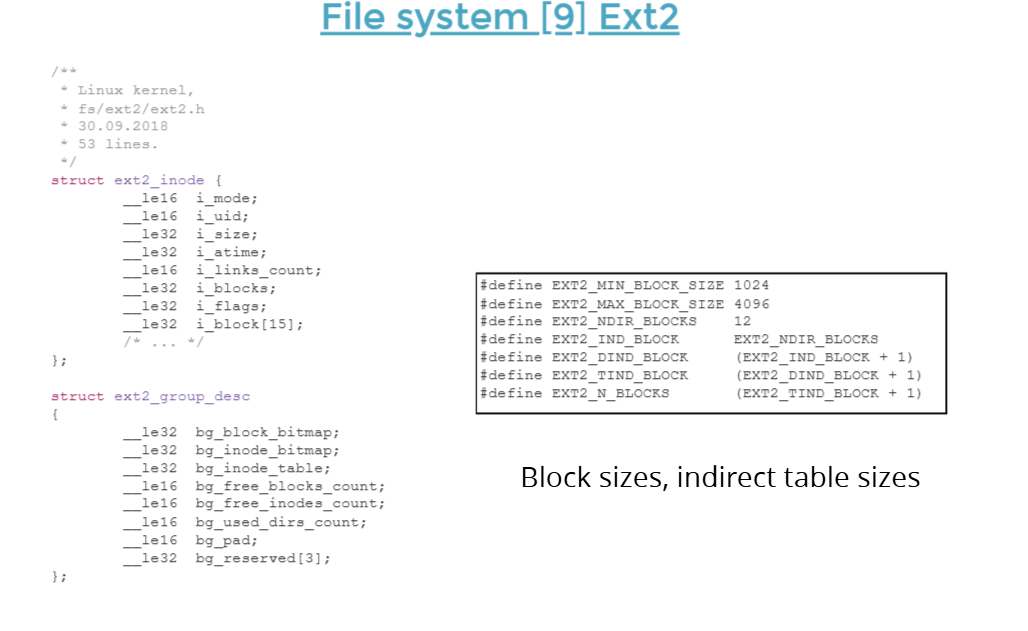 File system [9] Ext2
/**
* Linux kernel,
* fs/ext2/ext2.h
* 30.09.2018
* 53 lines.
*/
struct ext2_inode {
__le16 i_mode;
__le16 i_uid;
__le32 i_size;
__le32 i_atime;
__le16 i_links_count;
__le32 i_blocks;
__le32 i_flags;
__le32 i_block[15];
/* ... */
};
struct ext2_group_desc
{
__le32 bg_block_bitmap;
__le32 bg_inode_bitmap;
__le32 bg_inode_table;
__le16 bg_free_blocks_count;
__le16 bg_free_inodes_count;
__le16 bg_used_dirs_count;
__le16 bg_pad;
__le32 bg_reserved[3];
};
#define EXT2_MIN_BLOCK_SIZE 1024
#define EXT2_MAX_BLOCK_SIZE 4096
#define EXT2_NDIR_BLOCKS 12
#define EXT2_IND_BLOCK EXT2_NDIR_BLOCKS
#define EXT2_DIND_BLOCK (EXT2_IND_BLOCK + 1)
#define EXT2_TIND_BLOCK (EXT2_DIND_BLOCK + 1)
#define EXT2_N_BLOCKS (EXT2_TIND_BLOCK + 1)
Block sizes, indirect table sizes